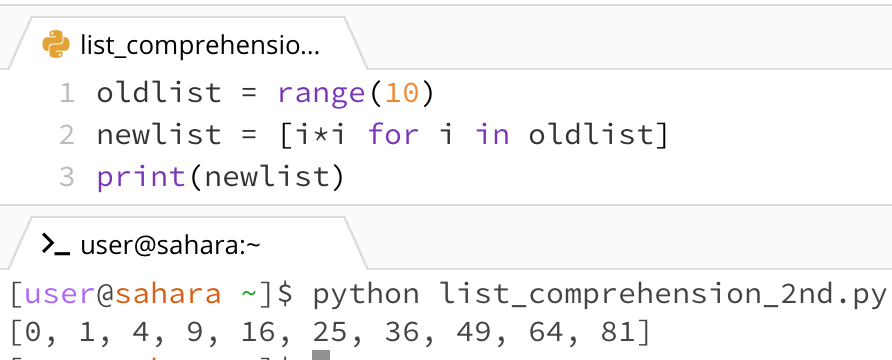 list_comprehensio...
1 oldlist = range(10)
2 newlist = [i*i for i in oldlist]
3 print(newlist)
>_ user@sahara:~
[user@sahara ~]$ python list_comprehension_2nd.py
[0, 1, 4, 9, 16, 25, 36, 49, 64, 81]